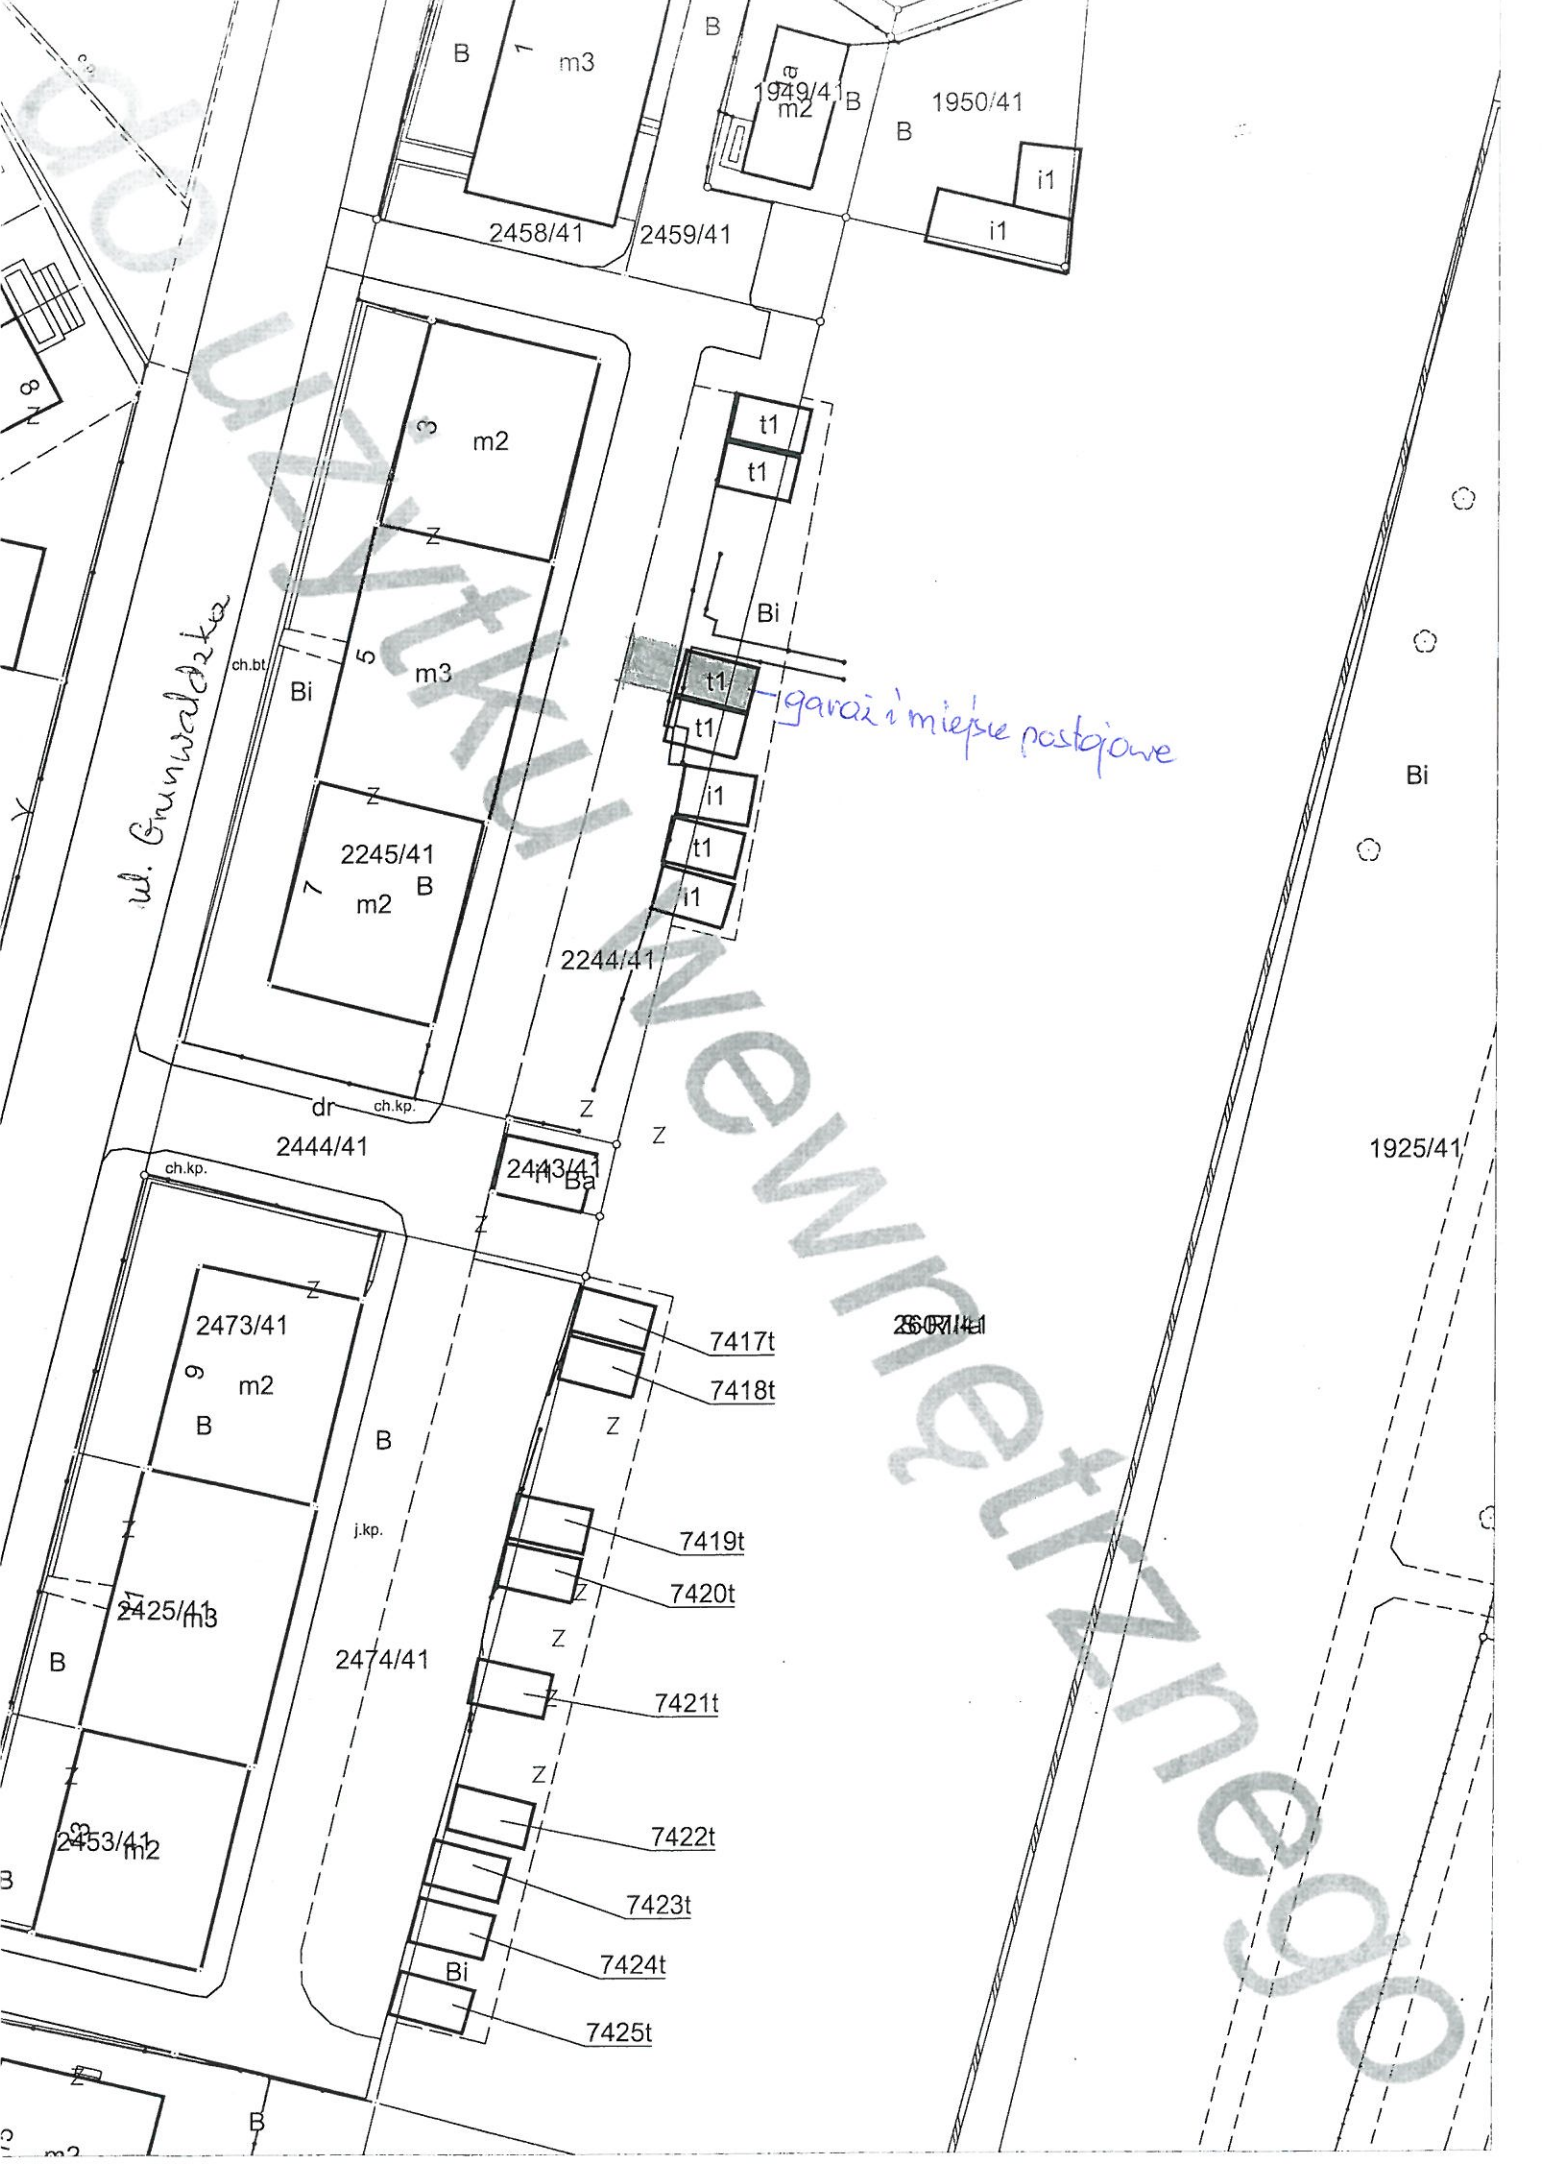 B
1
m3
B
1949/41
m2
B
1950/41
B
i1
i1
2458/41
2459/41
8
Z
3
m2
t1
t1
Z
Bi
5
m3
ch.bt.
Bi
t1
garaż i miejsce postojowe
t1
ul. Grunwaldzka
Z
i1
Bi
2245/41
B
7
m2
t1
i1
2244/41
dr
ch.kp.
Z
Z
2444/41
1925/41
ch.kp.
2443/41
Ba
Z
Z
2473/41
9
m2
B
B
7417t
7418t
Z
j.kp.
7419t
7420t
Z
Z
2425/41
m3
B
2474/41
Z
7421t
Z
Z
7422t
2453/41
m2
B
7423t
7424t
Bi
7425t
Z
B
m2
do użytku wewnętrznego